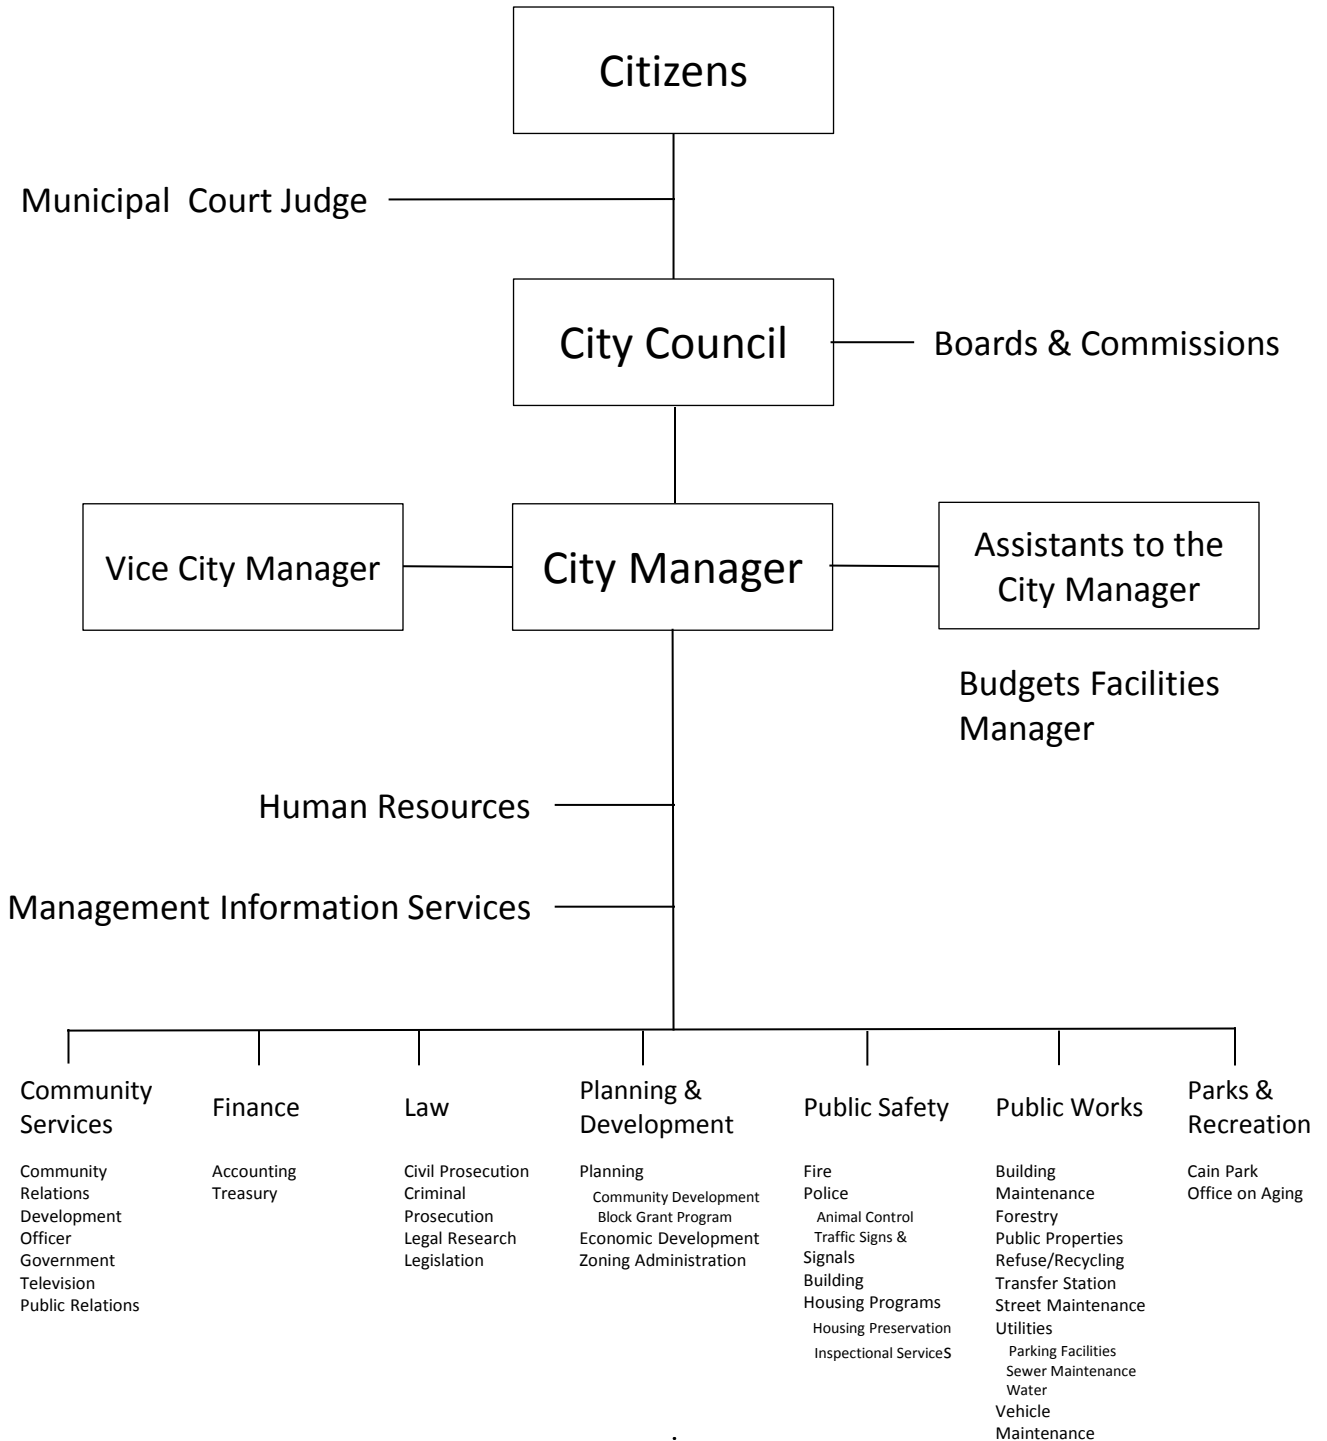 Citizens
Municipal Court Judge
City Council
Boards & Commissions
Vice City Manager
City Manager
Assistants to the
City Manager
Budgets Facilities
Manager
Human Resources
Management Information Services
Community
Services
Community
Relations
Development
Officer
Government
Television
Public Relations
Finance
Accounting
Treasury
Law
Civil Prosecution
Criminal
Prosecution
Legal Research
Legislation
Planning &
Development
Planning
Community Development
Block Grant Program
Economic Development
Zoning Administration
Public Safety
Fire
Police
Animal Control
Traffic Signs &
Signals
Building
Housing Programs
Housing Preservation
Inspectional Services
Public Works
Building
Maintenance
Forestry
Public Properties
Refuse/Recycling
Transfer Station
Street Maintenance
Utilities
Parking Facilities
Sewer Maintenance
Water
Vehicle
Maintenance
Parks &
Recreation
Cain Park
Office on Aging